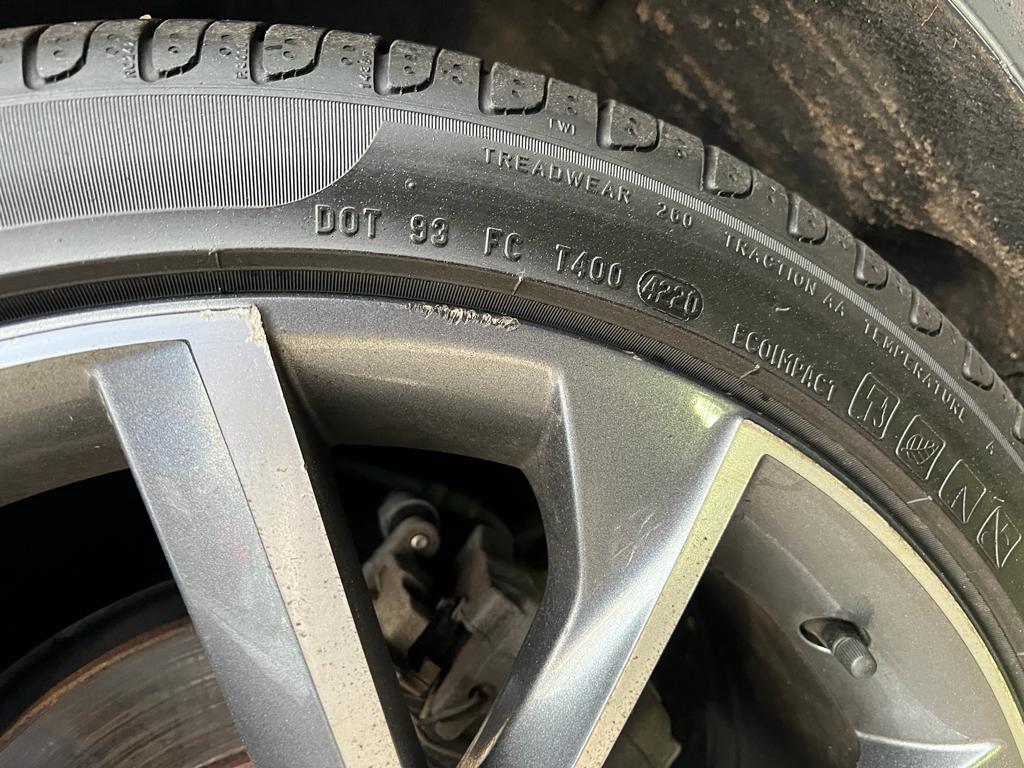 TWI
TREADWEAR 260 TRACTION AA TEMPERATURE A
DOT 93 FC T400 4220
ECOIMPACT